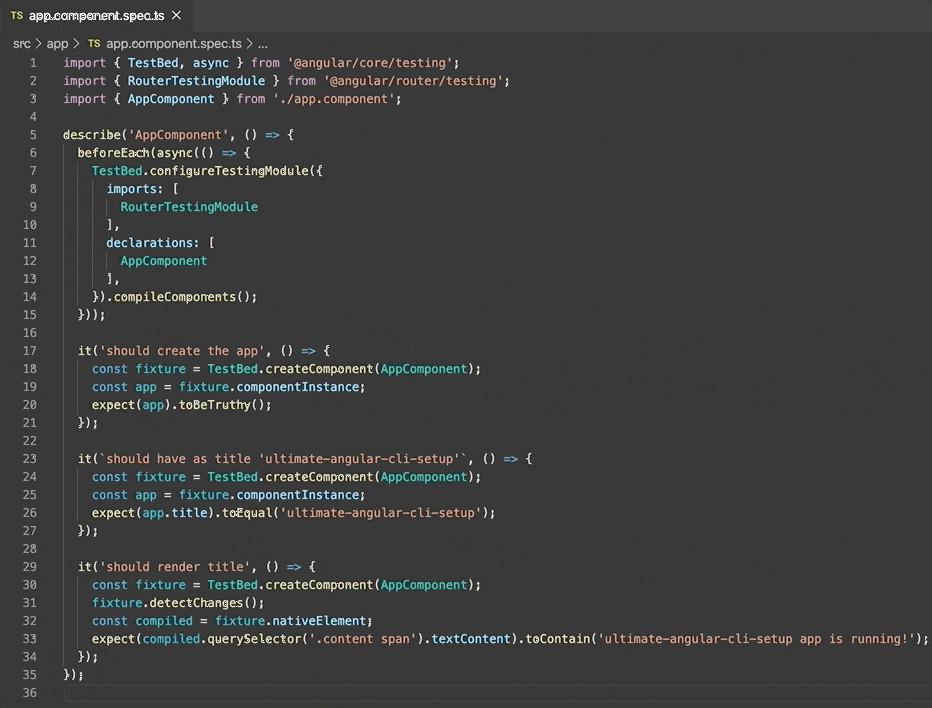 TS app.component.spec.ts ×
src > app > TS app.component.spec.ts > ...
1 import { TestBed, async } from '@angular/core/testing';
2 import { RouterTestingModule } from '@angular/router/testing';
3 import { AppComponent } from './app.component';
4
5 describe('AppComponent', () => {
6   beforeEach(async(() => {
7     TestBed.configureTestingModule({
8       imports: [
9         RouterTestingModule
10       ],
11       declarations: [
12         AppComponent
13       ],
14     }).compileComponents();
15   }));
16
17   it('should create the app', () => {
18     const fixture = TestBed.createComponent(AppComponent);
19     const app = fixture.componentInstance;
20     expect(app).toBeTruthy();
21   });
22
23   it(`should have as title 'ultimate-angular-cli-setup'`, () => {
24     const fixture = TestBed.createComponent(AppComponent);
25     const app = fixture.componentInstance;
26     expect(app.title).toEqual('ultimate-angular-cli-setup');
27   });
28
29   it('should render title', () => {
30     const fixture = TestBed.createComponent(AppComponent);
31     fixture.detectChanges();
32     const compiled = fixture.nativeElement;
33     expect(compiled.querySelector('.content span').textContent).toContain('ultimate-angular-cli-setup app is running!');
34   });
35 });
36